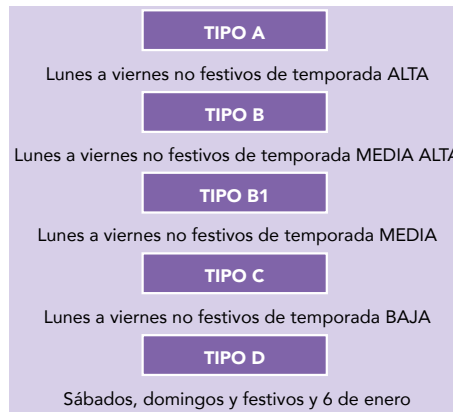 TIPO A
Lunes a viernes no festivos de temporada ALTA
TIPO B
Lunes a viernes no festivos de temporada MEDIA ALTA
TIPO B1
Lunes a viernes no festivos de temporada MEDIA
TIPO C
Lunes a viernes no festivos de temporada BAJA
TIPO D
Sábados, domingos y festivos y 6 de enero